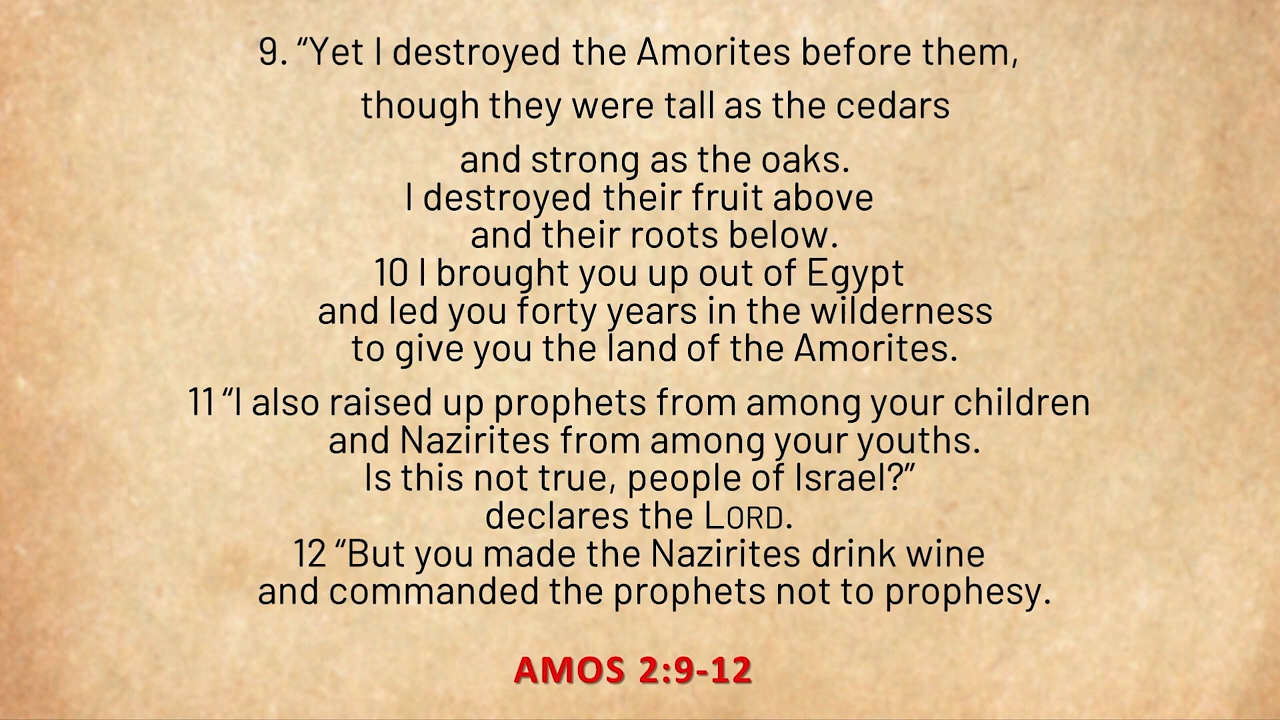 9. “Yet I destroyed the Amorites before them,
though they were tall as the cedars
and strong as the oaks.
I destroyed their fruit above
and their roots below.
10 I brought you up out of Egypt
and led you forty years in the wilderness
to give you the land of the Amorites.
11 “I also raised up prophets from among your children
and Nazirites from among your youths.
Is this not true, people of Israel?”
declares the LORD.
12 “But you made the Nazirites drink wine
and commanded the prophets not to prophesy.
AMOS 2:9-12